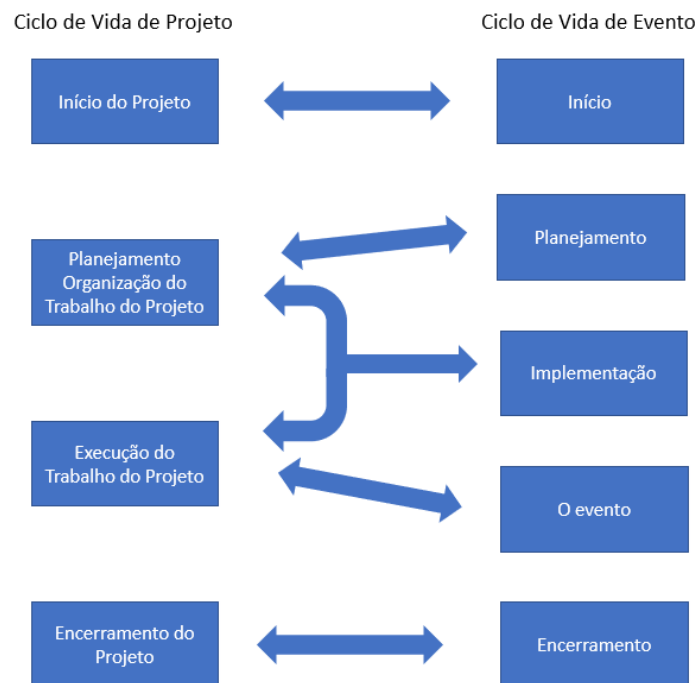 Ciclo de Vida de Projeto
Ciclo de Vida de Evento
Início do Projeto
Início
Planejamento
Organização do
Trabalho do Projeto
Planejamento
Implementação
Execução do
Trabalho do Projeto
O evento
Encerramento do
Projeto
Encerramento